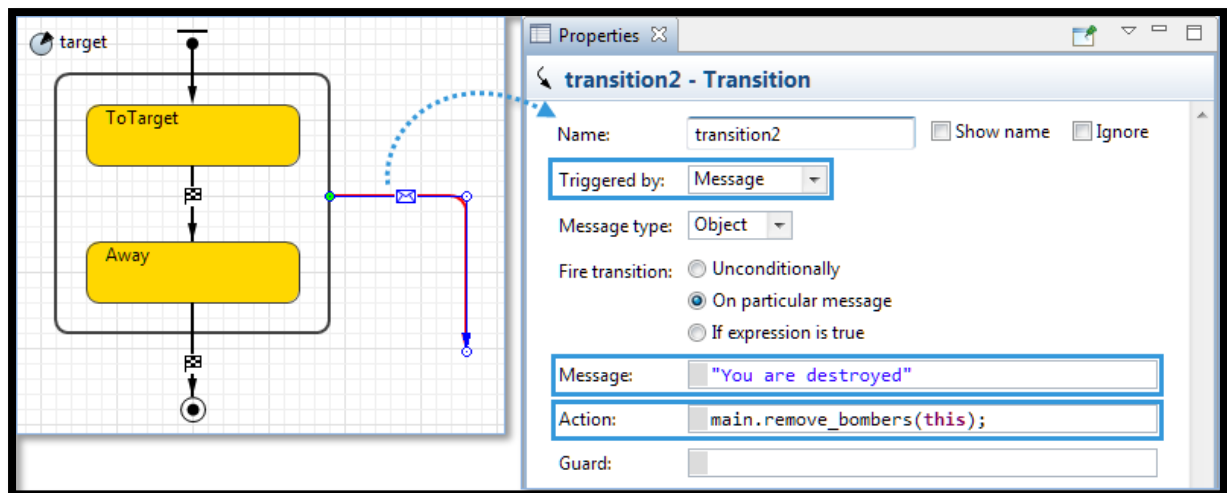 target
ToTarget
Away
Properties
transition2 - Transition
Name: transition2 Show name Ignore
Triggered by: Message
Message type: Object
Fire transition: Unconditionally
On particular message
If expression is true
Message: "You are destroyed"
Action: main.remove_bombers(this);
Guard: